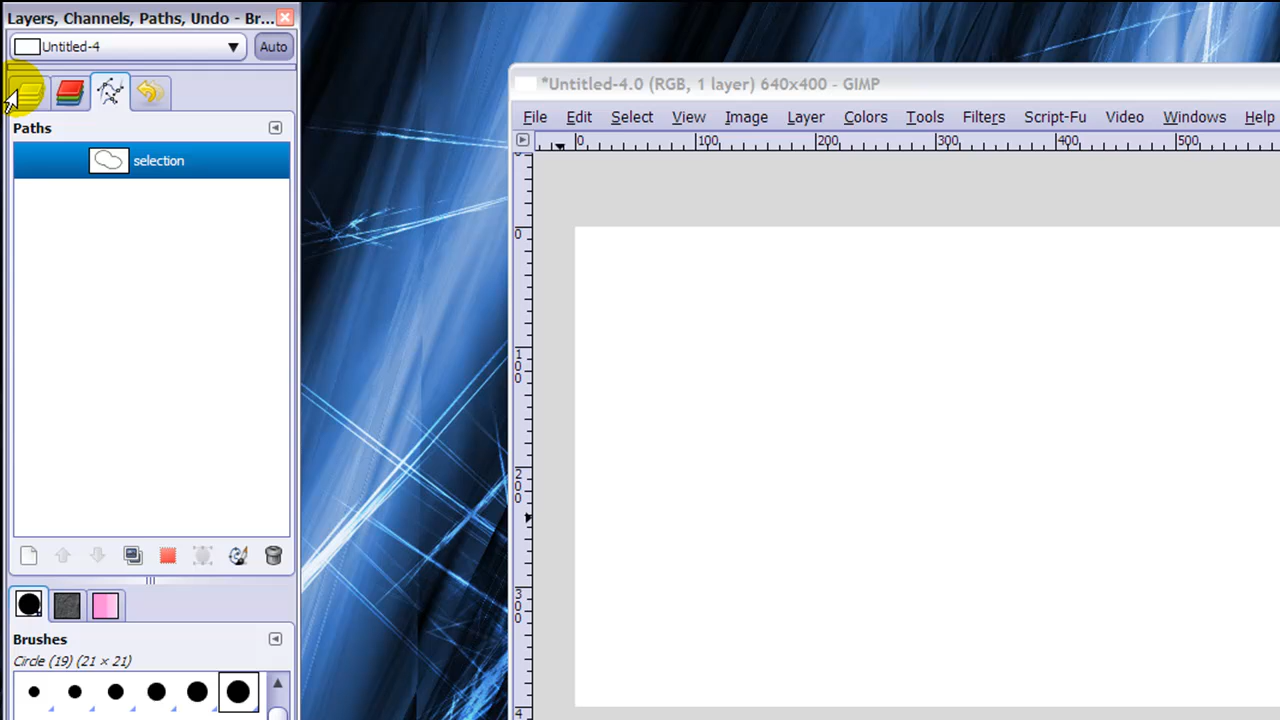 Layers, Channels, Paths, Undo - Br...
Untitled-4
Auto
Paths
selection
Brushes
Circle (19) (21 × 21)
*Untitled-4.0 (RGB, 1 layer) 640x400 - GIMP
File Edit Select View Image Layer Colors Tools Filters Script-Fu Video Windows Help
0 100 200 300 400 500
0
100
200
300
4